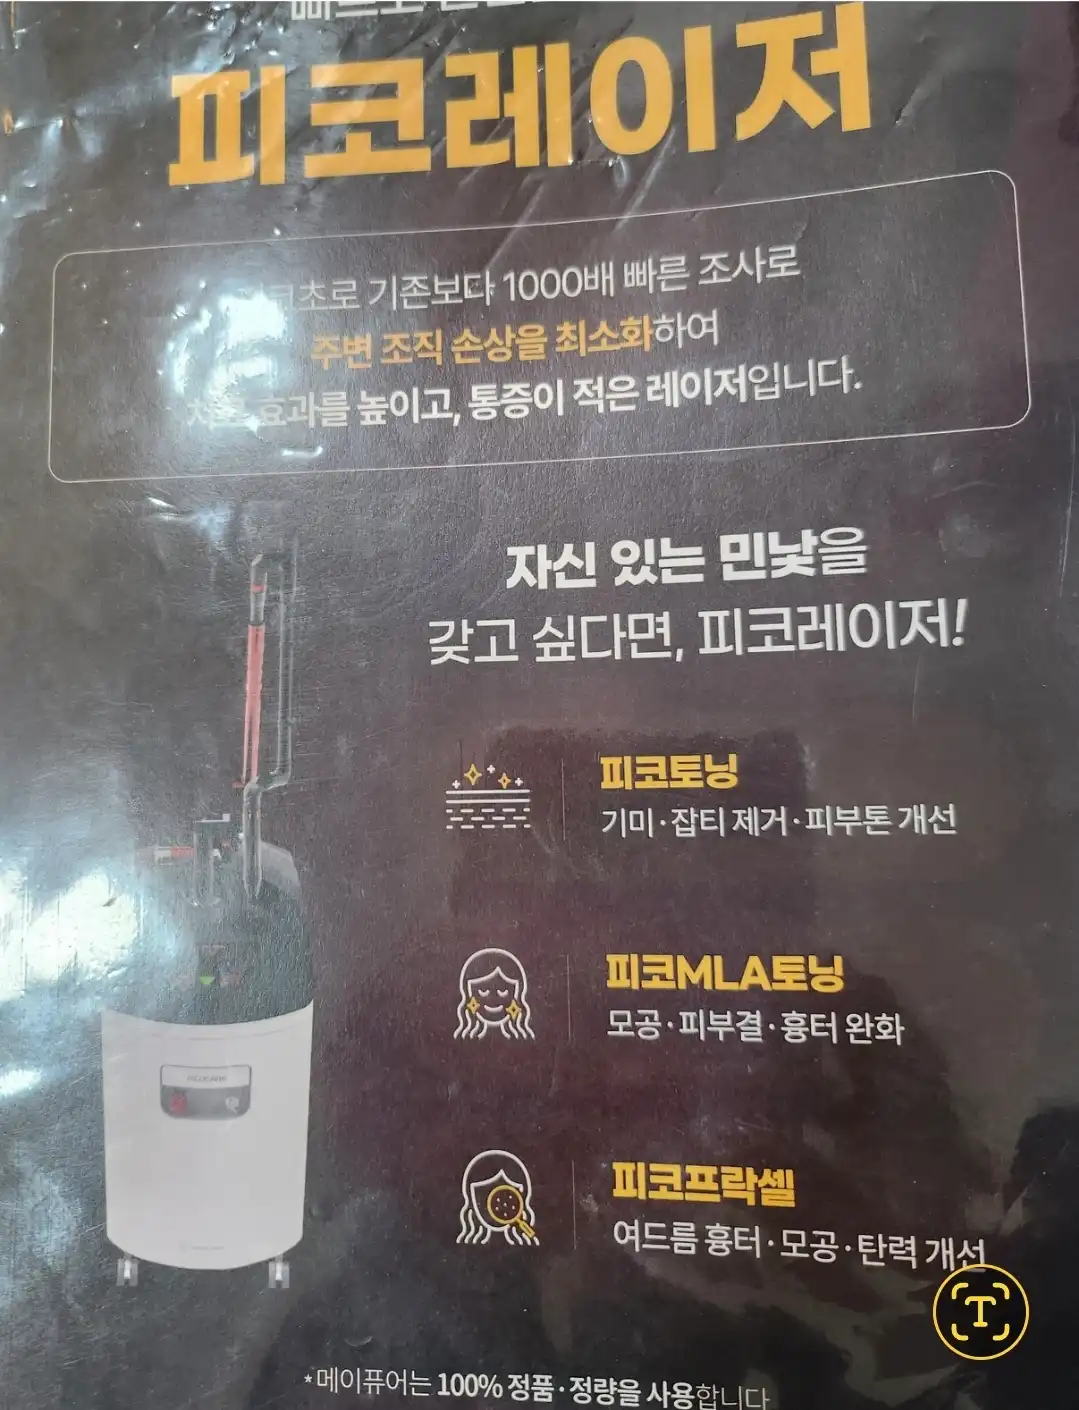 피코레이저
기존보다 1000배 빠른 조사로
주변 조직 손상을 최소화하여
효과를 높이고, 통증이 적은 레이저입니다.
자신 있는 민낯을
갖고 싶다면, 피코레이저!
피코토닝
기미·잡티 제거·피부톤 개선
피코MLA토닝
모공·피부결·흉터 완화
피코프락셀
여드름 흉터·모공·탄력 개선
*메이퓨어는 100% 정품·정량을 사용합니다